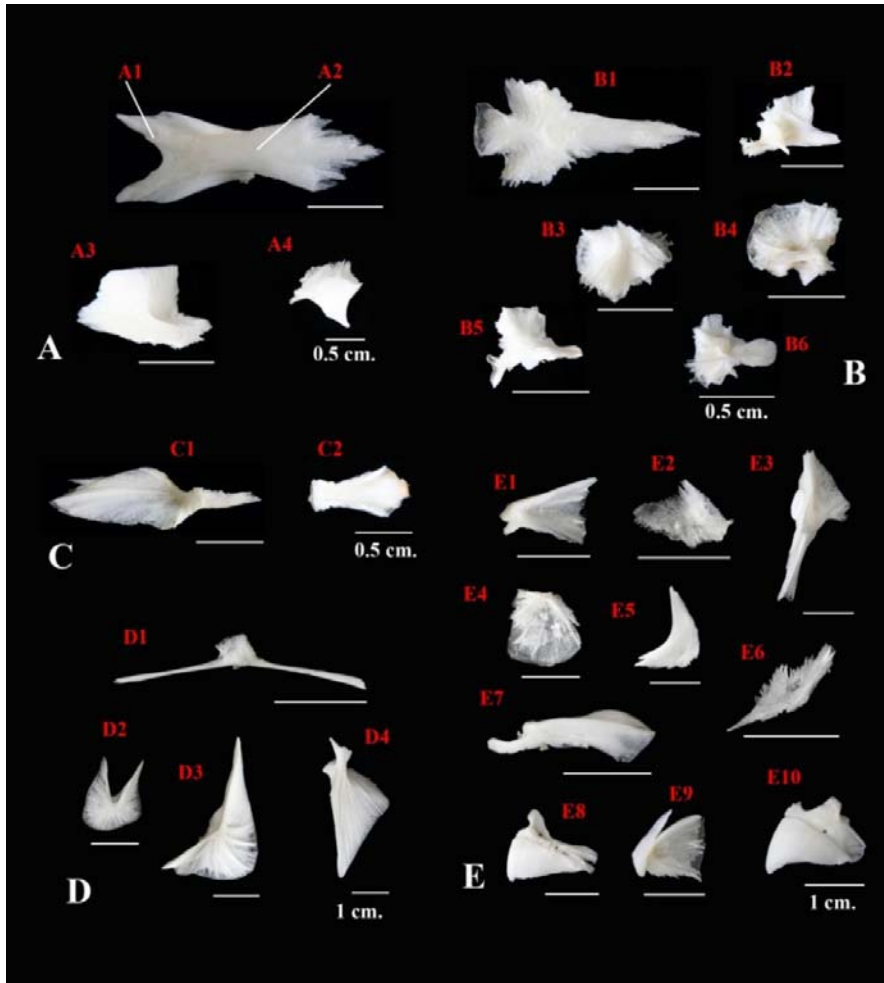 A1 A2
A3 A4
A
0.5 cm.
B1 B2
B3 B4
B5 B6
B
0.5 cm.
C1 C2
C
0.5 cm.
D1
D2 D3 D4
D
1 cm.
E1 E2 E3
E4 E5 E6
E7
E8 E9 E10
E
1 cm.